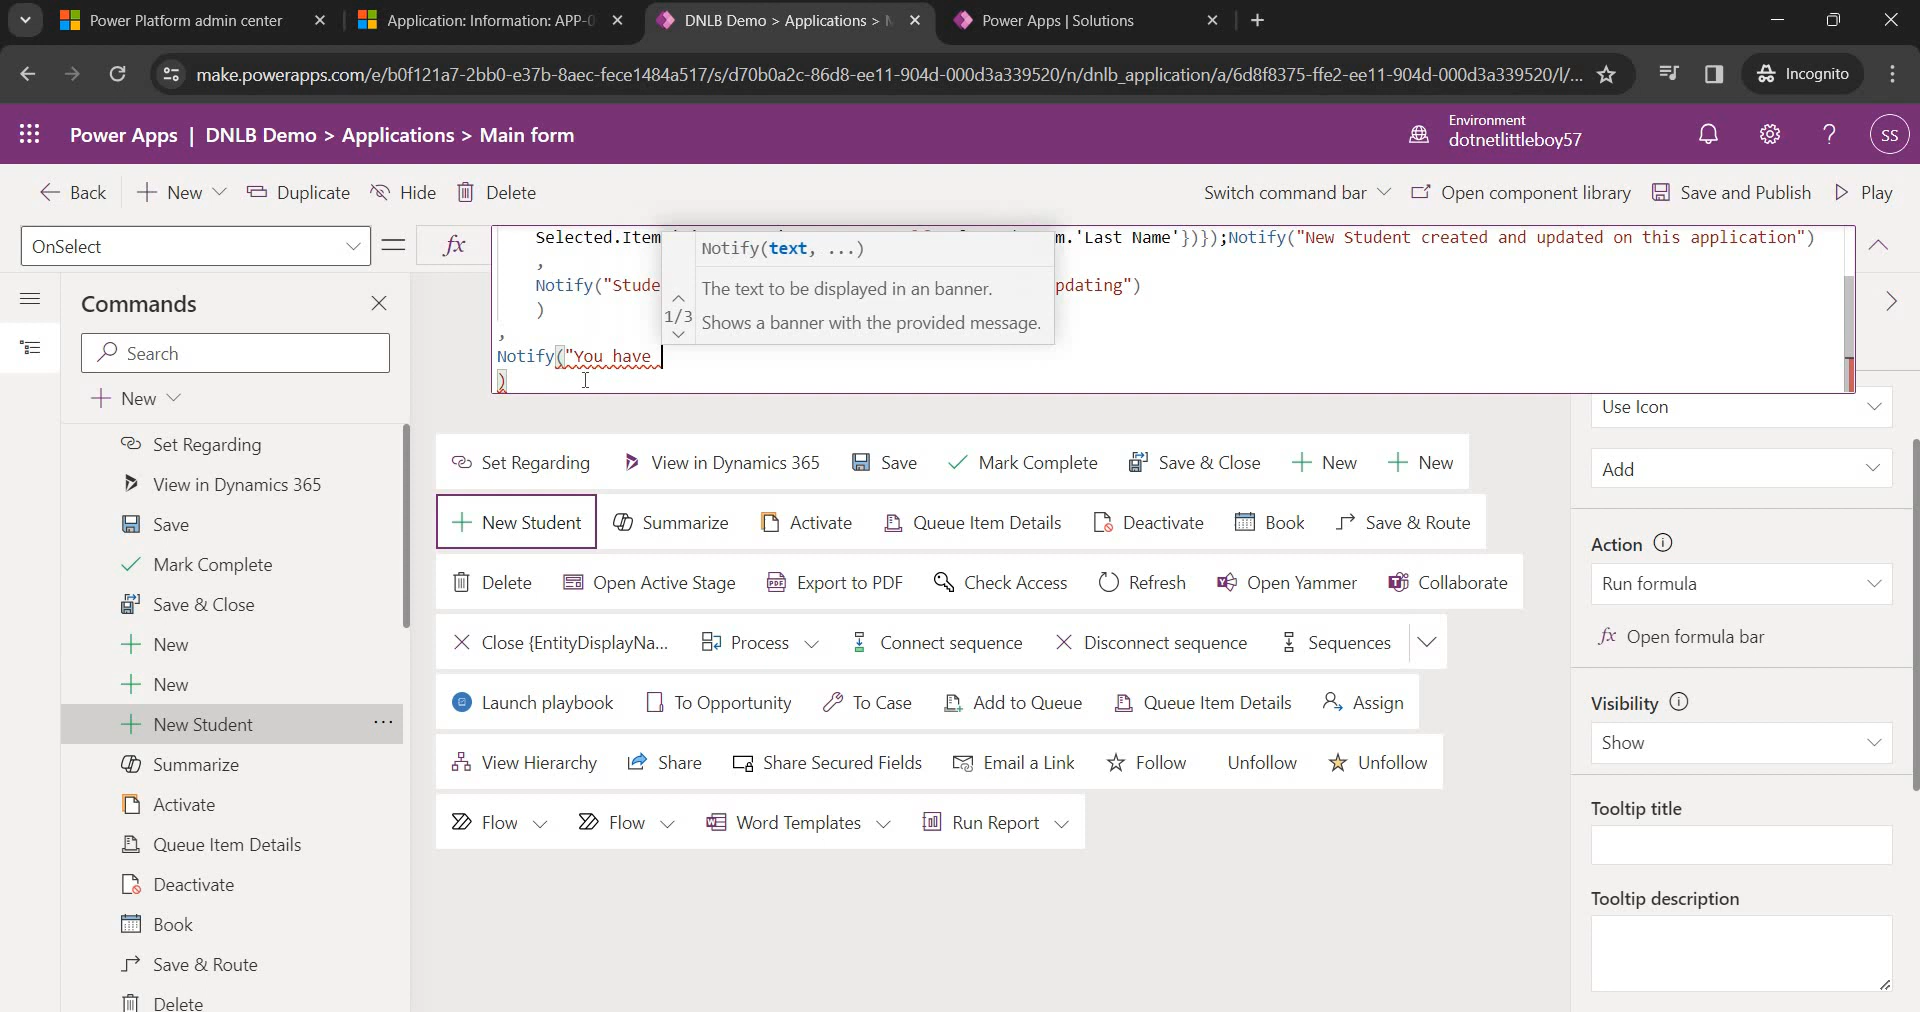 Power Platform admin center
Application: Information: APP-0
DNLB Demo > Applications >
Power Apps | Solutions
make.powerapps.com/e/b0f121a7-2bb0-e37b-8aec-fece1484a517/s/d70b0a2c-86d8-ee11-904d-000d3a339520/n/dnlb_application/a/6d8f8375-ffe2-ee11-904d-000d3a339520/l/...
Incognito
Power Apps | DNLB Demo > Applications > Main form
Environment
dotnetlittleboy57
SS
Back
New
Duplicate
Hide
Delete
Switch command bar
Open component library
Save and Publish
Play
OnSelect
fx
Selected.Item
m.'Last Name'})});Notify("New Student created and updated on this application")
,
Notify("Stude
pdating")
)
,
Notify("You have
)
Notify(text, ...)
The text to be displayed in an banner.
1/3
Shows a banner with the provided message.
Commands
Search
New
Set Regarding
View in Dynamics 365
Save
Mark Complete
Save & Close
New
New
New Student
Summarize
Activate
Queue Item Details
Deactivate
Book
Save & Route
Delete
Set Regarding
View in Dynamics 365
Save
Mark Complete
Save & Close
New
New
New Student
Summarize
Activate
Queue Item Details
Deactivate
Book
Save & Route
Delete
Open Active Stage
Export to PDF
Check Access
Refresh
Open Yammer
Collaborate
Close {EntityDisplayNa...
Process
Connect sequence
Disconnect sequence
Sequences
Launch playbook
To Opportunity
To Case
Add to Queue
Queue Item Details
Assign
View Hierarchy
Share
Share Secured Fields
Email a Link
Follow
Unfollow
Unfollow
Flow
Flow
Word Templates
Run Report
Use Icon
Add
Action
Run formula
fx Open formula bar
Visibility
Show
Tooltip title
Tooltip description